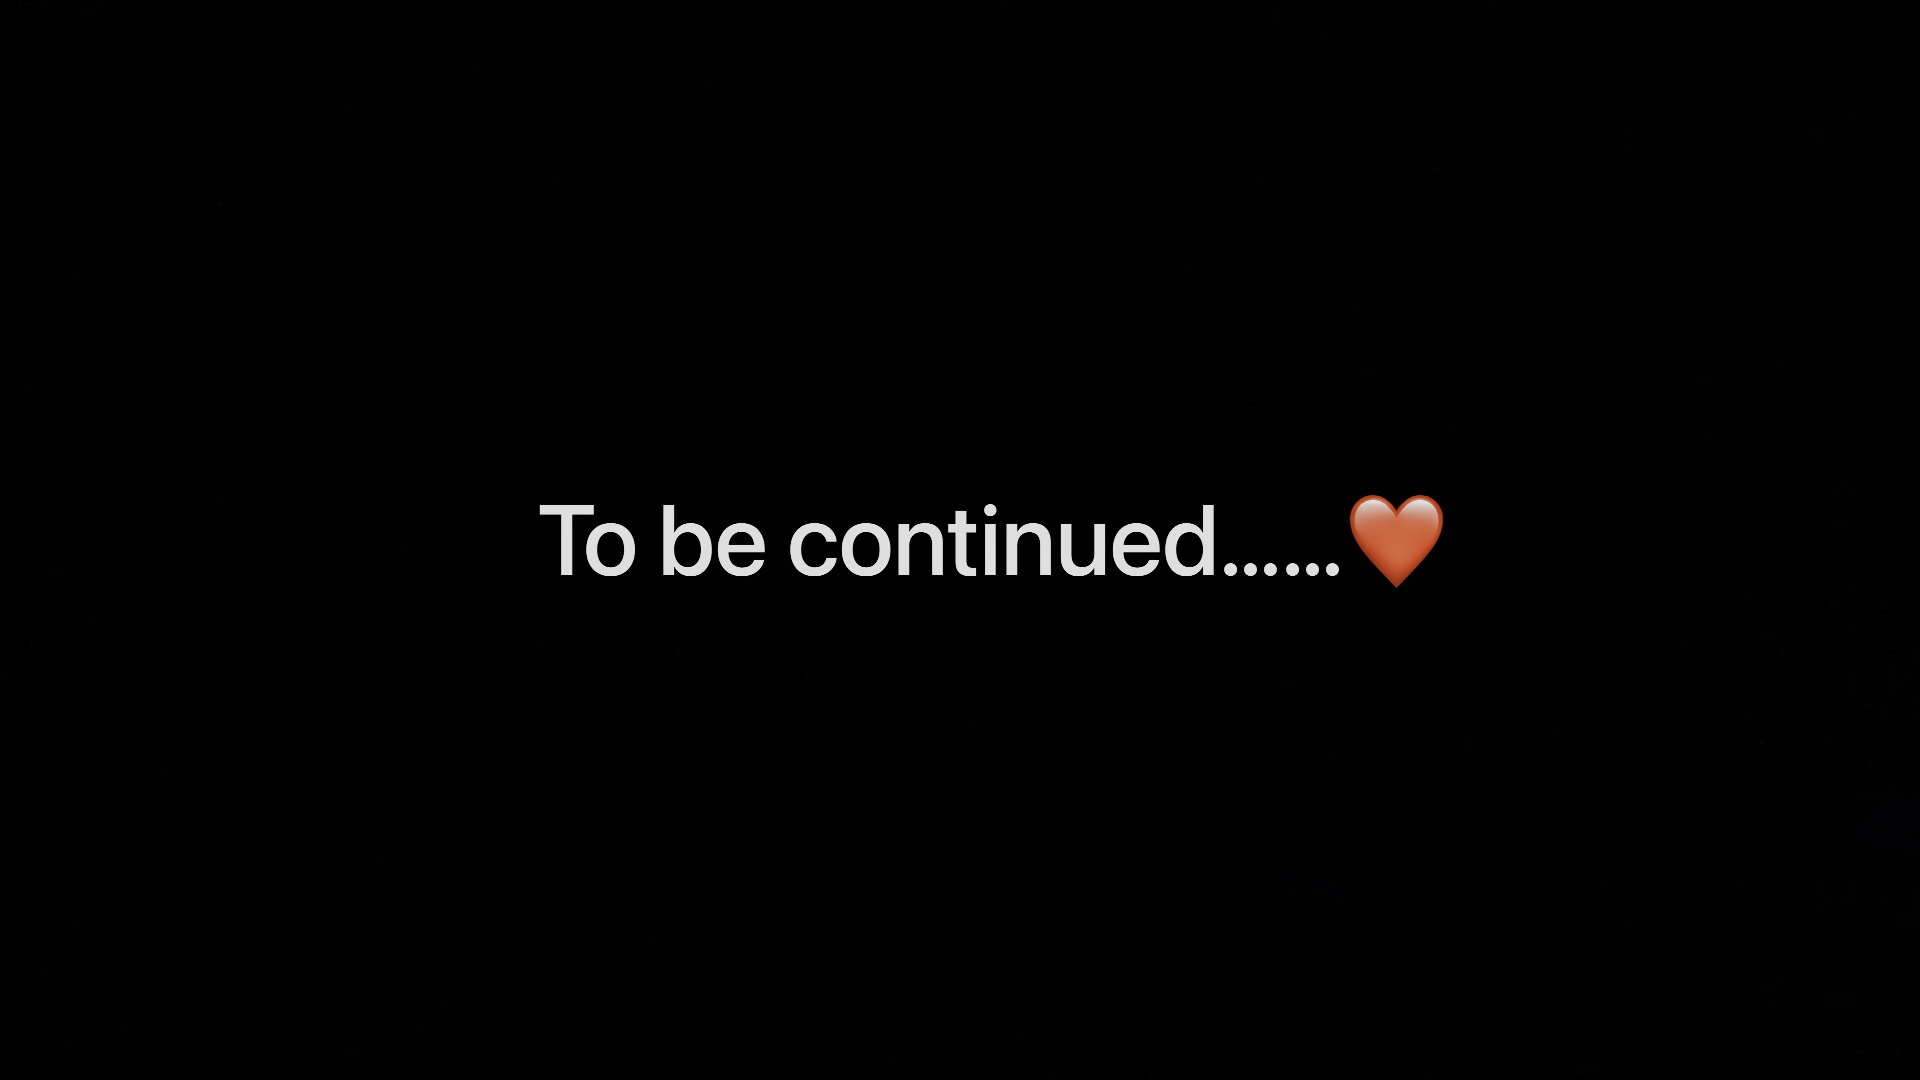 To be continued......❤️